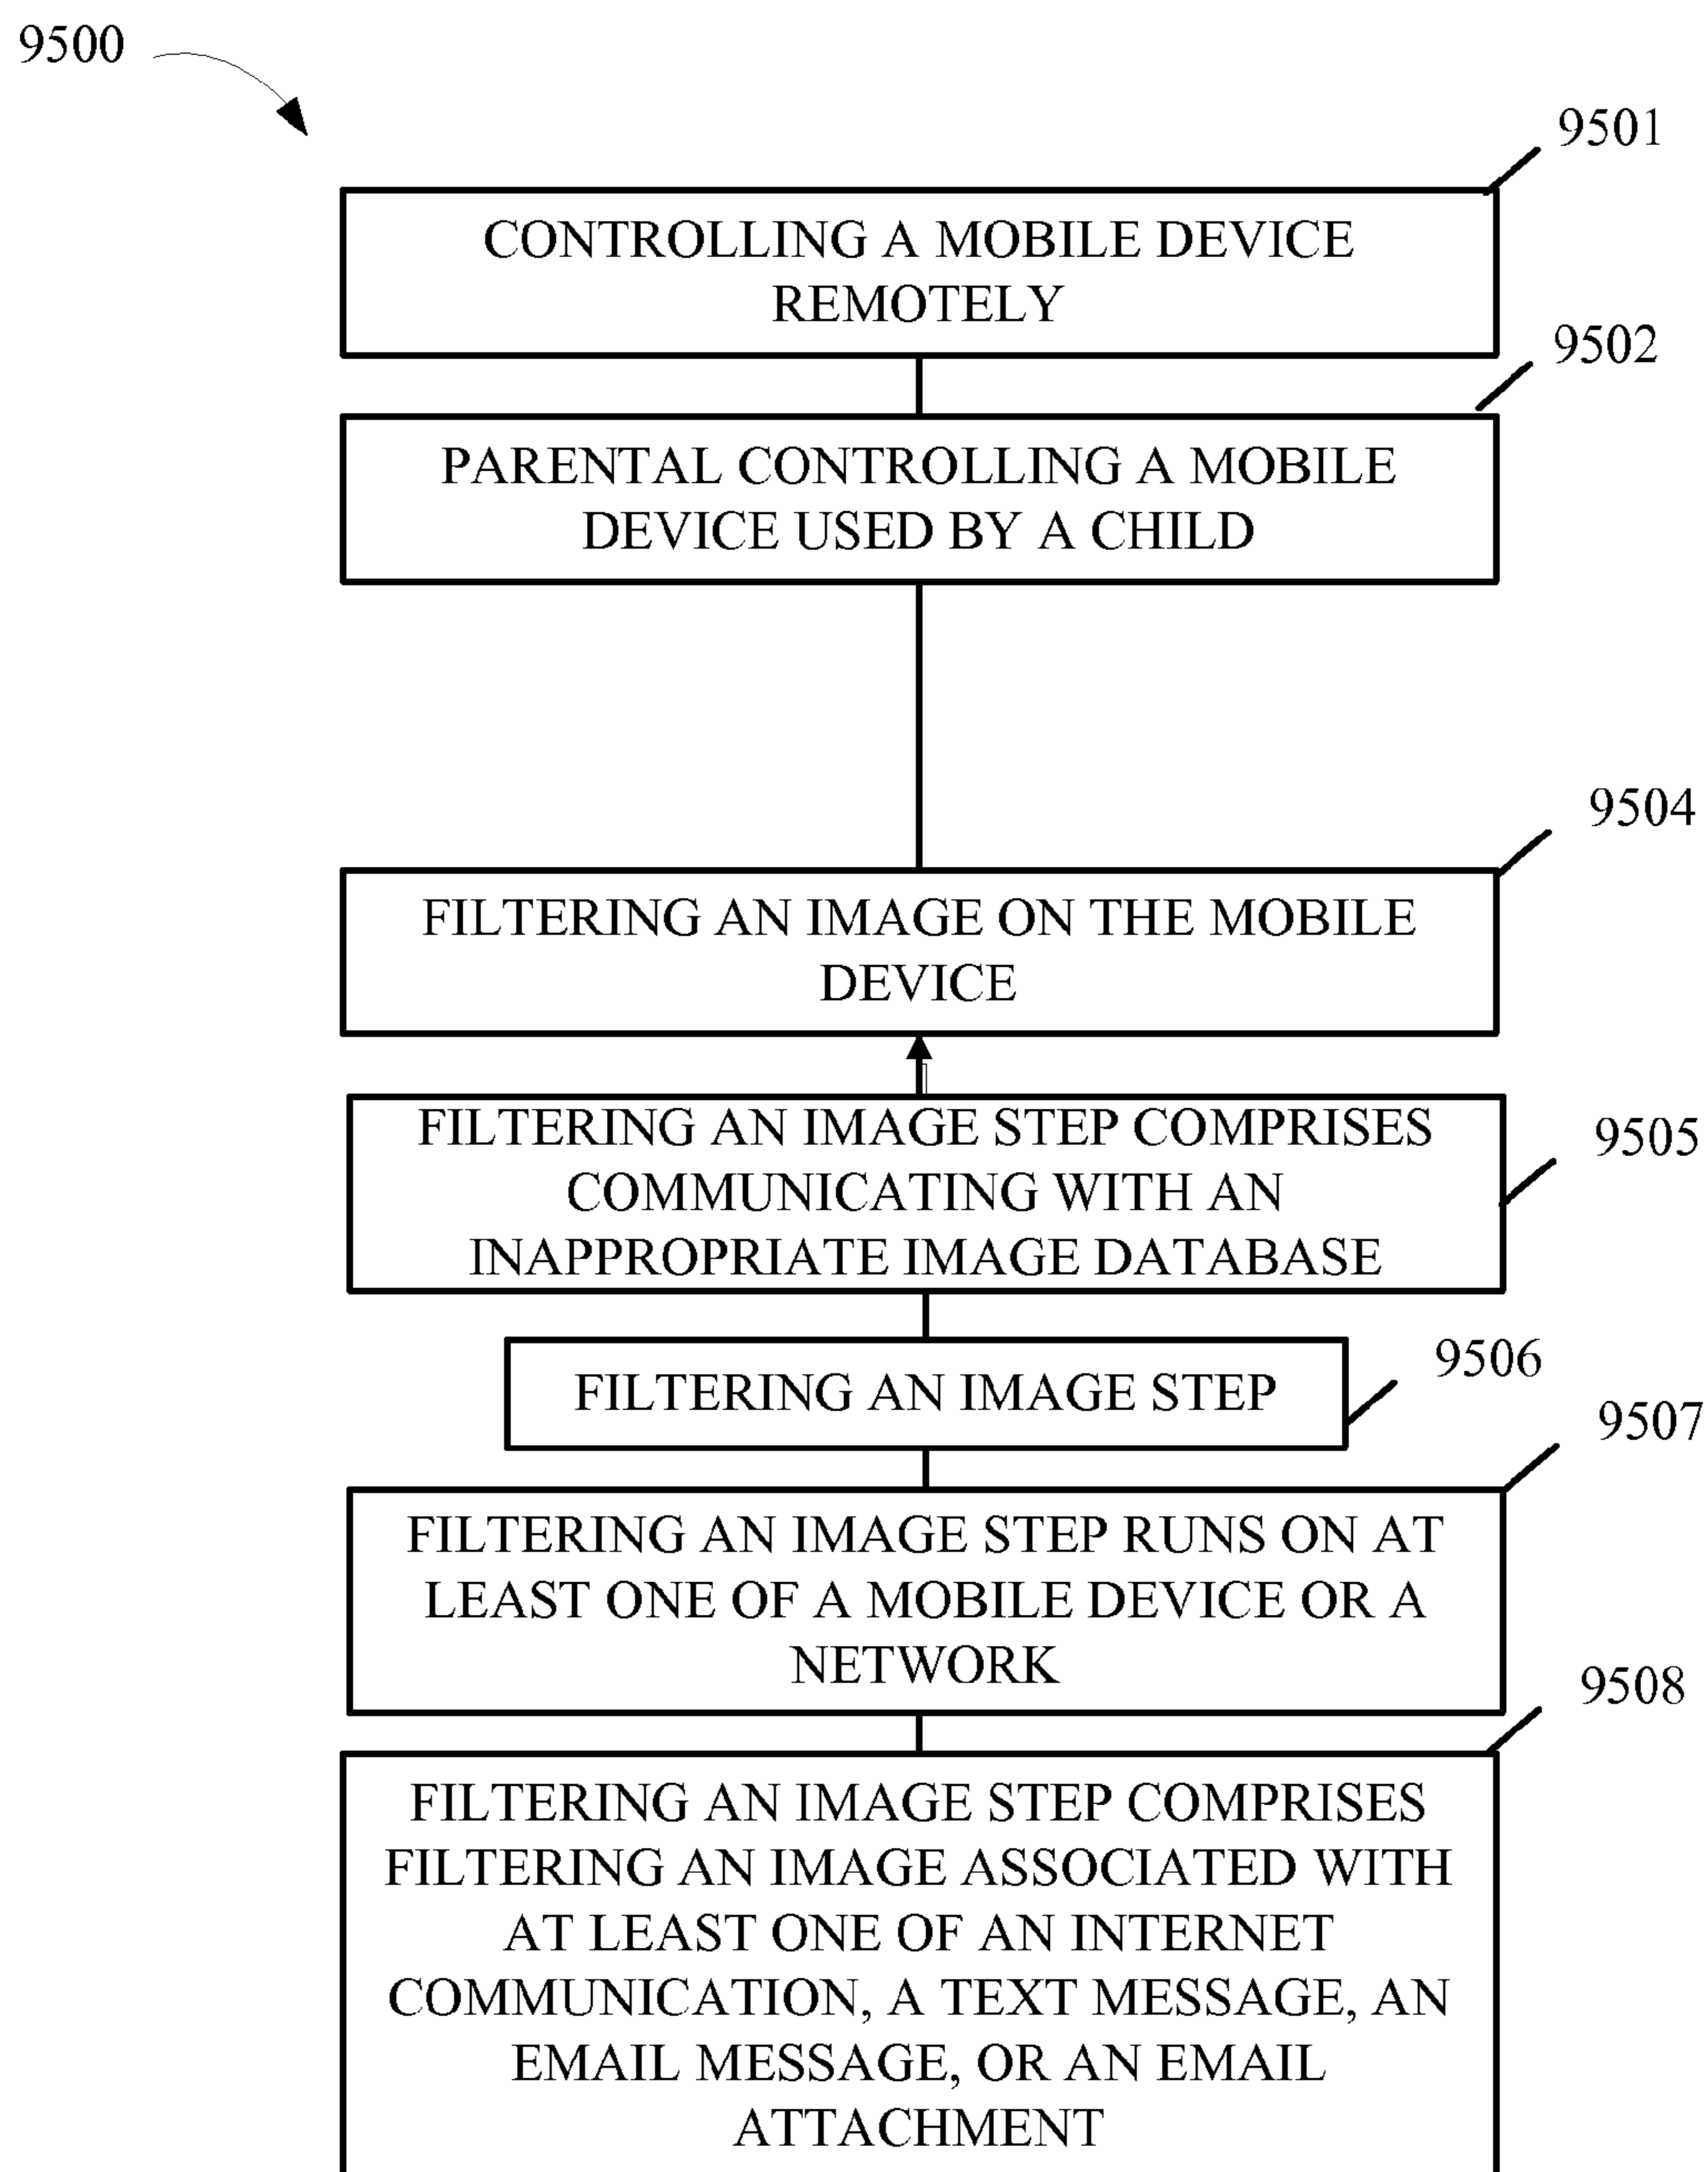 9500
9501
CONTROLLING A MOBILE DEVICE
REMOTELY
9502
PARENTAL CONTROLLING A MOBILE
DEVICE USED BY A CHILD
9504
FILTERING AN IMAGE ON THE MOBILE
DEVICE
9505
FILTERING AN IMAGE STEP COMPRISES
COMMUNICATING WITH AN
INAPPROPRIATE IMAGE DATABASE
9506
FILTERING AN IMAGE STEP
9507
FILTERING AN IMAGE STEP RUNS ON AT
LEAST ONE OF A MOBILE DEVICE OR A
NETWORK
9508
FILTERING AN IMAGE STEP COMPRISES
FILTERING AN IMAGE ASSOCIATED WITH
AT LEAST ONE OF AN INTERNET
COMMUNICATION, A TEXT MESSAGE, AN
EMAIL MESSAGE, OR AN EMAIL
ATTACHMENT